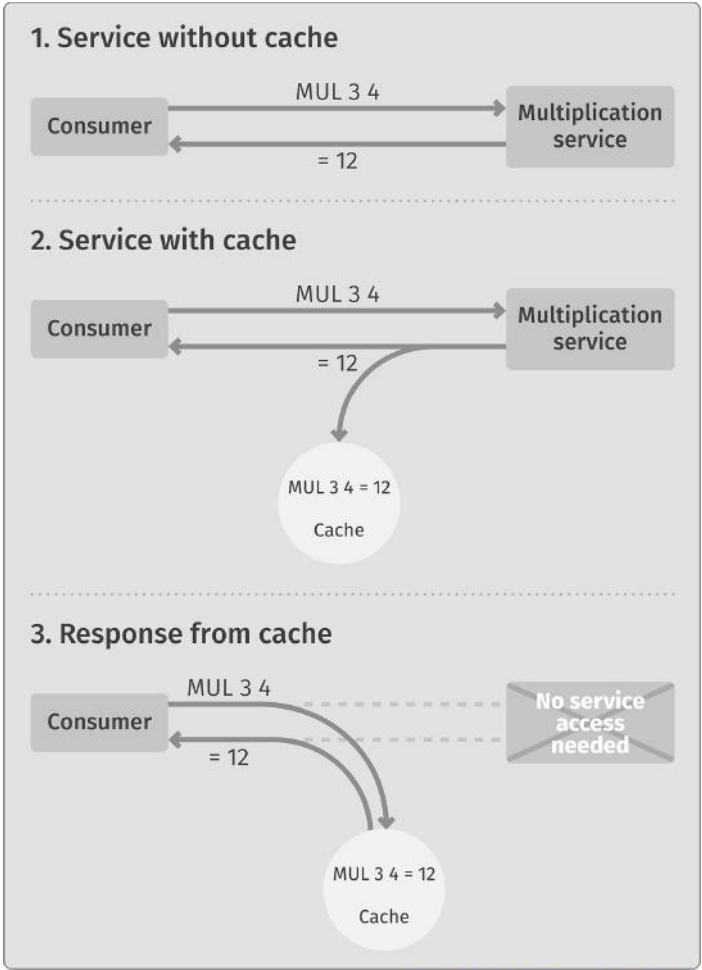 1. Service without cache
MUL 3 4
Consumer
Multiplication
service
= 12
2. Service with cache
MUL 3 4
Consumer
Multiplication
service
= 12
MUL 3 4 = 12
Cache
3. Response from cache
MUL 3 4
Consumer
No service
access
needed
= 12
MUL 3 4 = 12
Cache